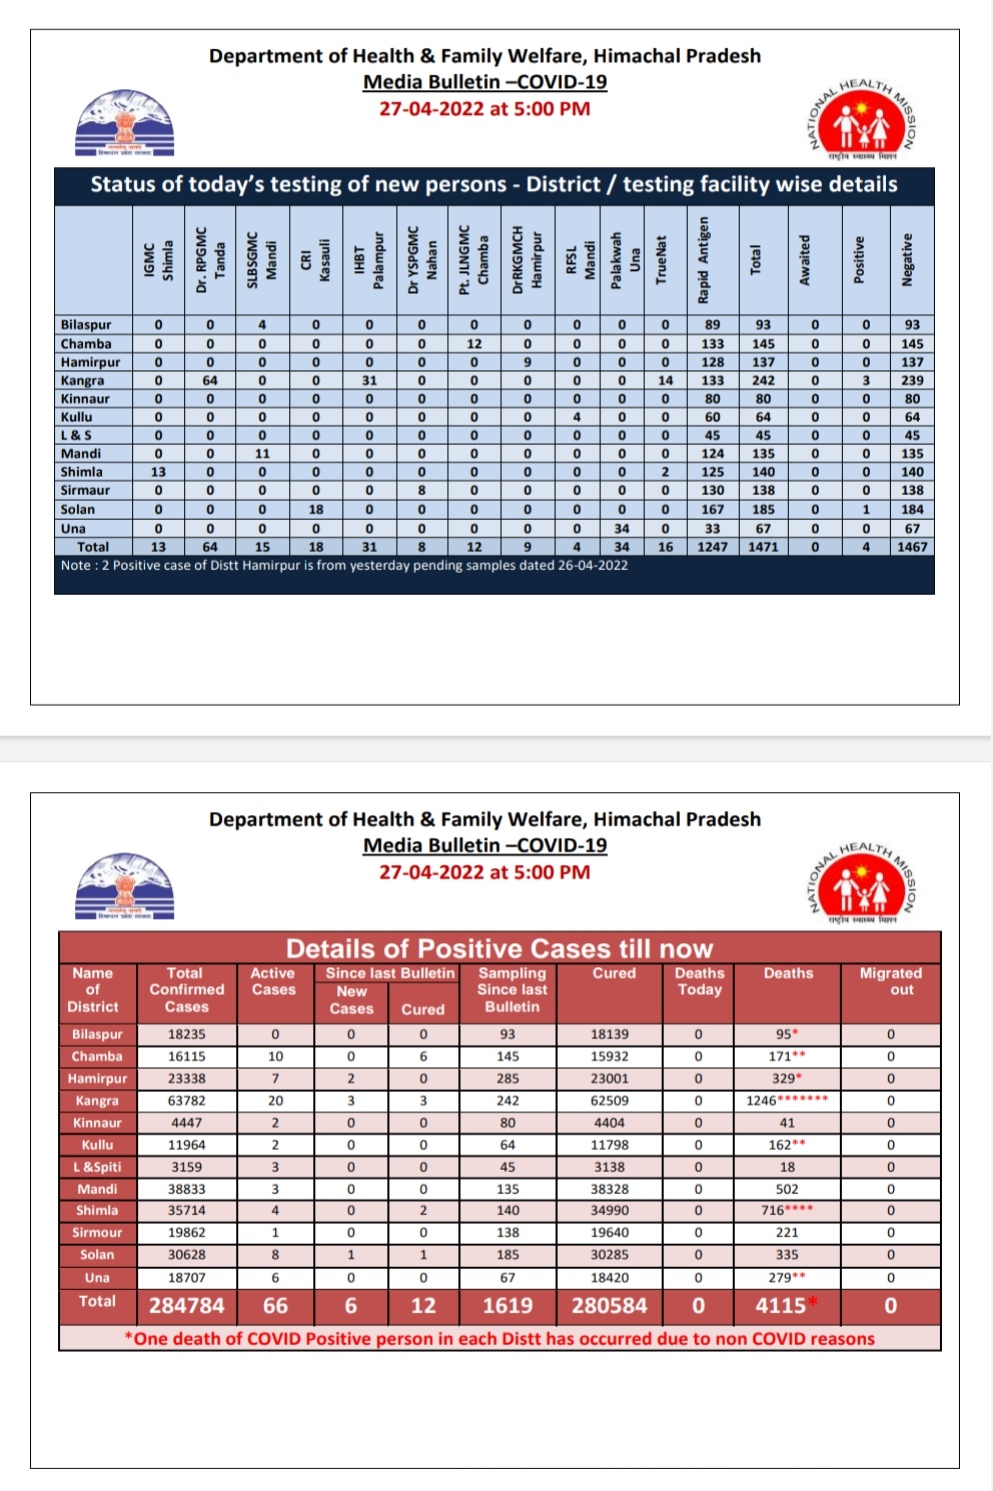 Department of Health & Family Welfare, Himachal Pradesh
Media Bulletin –COVID-19
27-04-2022 at 5:00 PM
NATIONAL HEALTH MISSION
राष्ट्रीय स्वास्थ्य मिशन
Status of today's testing of new persons - District / testing facility wise details
IGMC Shimla Dr. RPGMC Tanda SLBSGMC Mandi CRI Kasauli IHBT Palampur Dr YSPGMC Nahan Pt. JLNGMC Chamba DrRKGMCH Hamirpur RFSL Mandi Palakwah Una TrueNat Rapid Antigen Total Awaited Positive Negative
Bilaspur 0 0 4 0 0 0 0 0 0 0 0 89 93 0 0 93
Chamba 0 0 0 0 0 0 12 0 0 0 0 133 145 0 0 145
Hamirpur 0 0 0 0 0 0 0 9 0 0 0 128 137 0 0 137
Kangra 0 64 0 0 31 0 0 0 0 0 14 133 242 0 3 239
Kinnaur 0 0 0 0 0 0 0 0 0 0 0 80 80 0 0 80
Kullu 0 0 0 0 0 0 0 0 4 0 0 60 64 0 0 64
L & S 0 0 0 0 0 0 0 0 0 0 0 45 45 0 0 45
Mandi 0 0 11 0 0 0 0 0 0 0 0 124 135 0 0 135
Shimla 13 0 0 0 0 0 0 0 0 0 2 125 140 0 0 140
Sirmaur 0 0 0 0 0 8 0 0 0 0 0 130 138 0 0 138
Solan 0 0 0 18 0 0 0 0 0 0 0 167 185 0 1 184
Una 0 0 0 0 0 0 0 0 0 34 0 33 67 0 0 67
Total 13 64 15 18 31 8 12 9 4 34 16 1247 1471 0 4 1467
Note : 2 Positive case of Distt Hamirpur is from yesterday pending samples dated 26-04-2022
Department of Health & Family Welfare, Himachal Pradesh
Media Bulletin –COVID-19
27-04-2022 at 5:00 PM
NATIONAL HEALTH MISSION
राष्ट्रीय स्वास्थ्य मिशन
Details of Positive Cases till now
Name of District Total Confirmed Cases Active Cases Since last Bulletin New Cases Cured Sampling Since last Bulletin Cured Deaths Today Deaths Migrated out
Bilaspur 18235 0 0 0 93 18139 0 95* 0
Chamba 16115 10 0 6 145 15932 0 171** 0
Hamirpur 23338 7 2 0 285 23001 0 329* 0
Kangra 63782 20 3 3 242 62509 0 1246******* 0
Kinnaur 4447 2 0 0 80 4404 0 41 0
Kullu 11964 2 0 0 64 11798 0 162** 0
L &Spiti 3159 3 0 0 45 3138 0 18 0
Mandi 38833 3 0 0 135 38328 0 502 0
Shimla 35714 4 0 2 140 34990 0 716**** 0
Sirmour 19862 1 0 0 138 19640 0 221 0
Solan 30628 8 1 1 185 30285 0 335 0
Una 18707 6 0 0 67 18420 0 279** 0
Total 284784 66 6 12 1619 280584 0 4115* 0
*One death of COVID Positive person in each Distt has occurred due to non COVID reasons